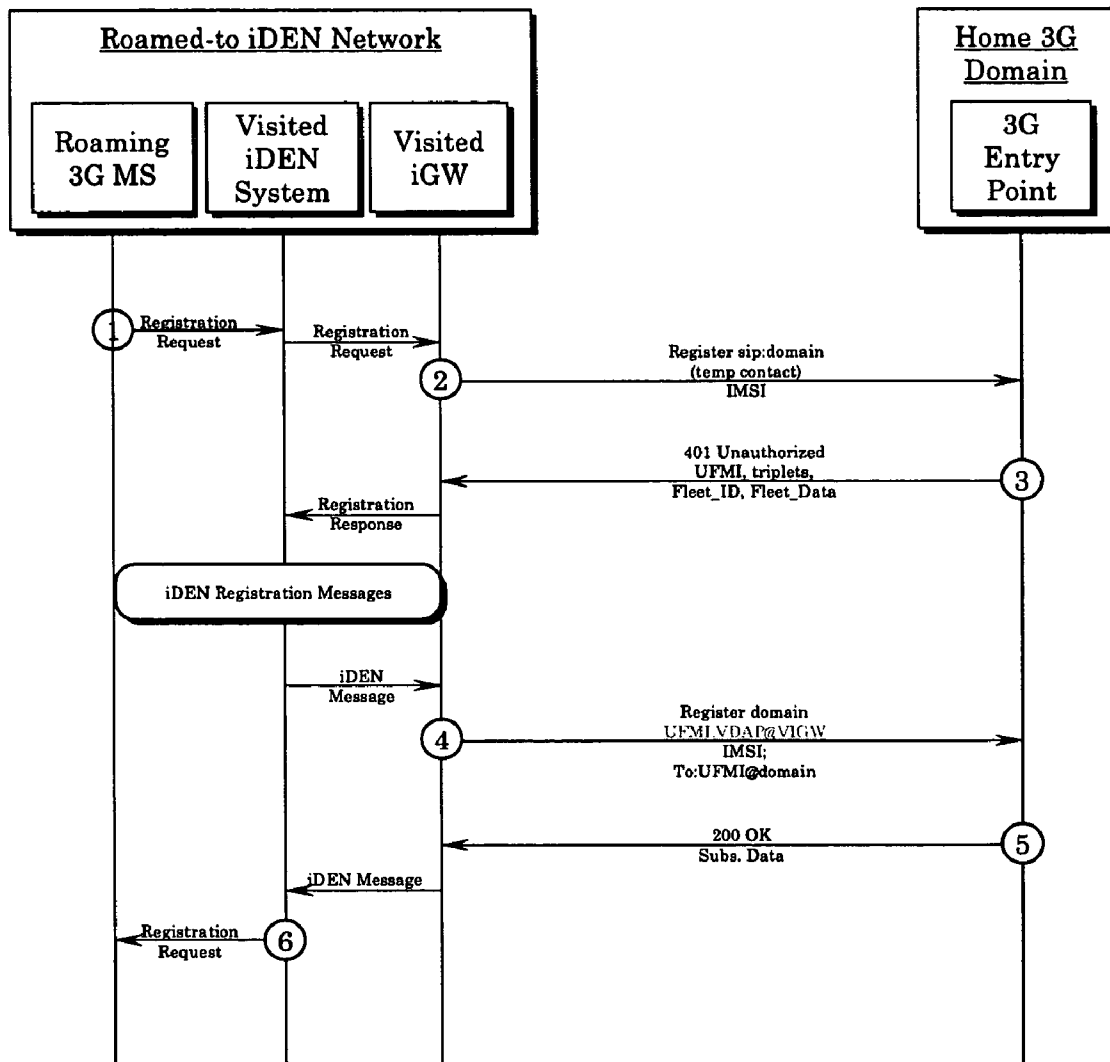 Roamed-to iDEN Network
Home 3G
Domain
Roaming
3G MS
Visited
iDEN
System
Visited
iGW
3G
Entry
Point
1
Registration
Request
Registration
Request
2
Register sip:domain
(temp contact)
IMSI
401 Unauthorized
UFMI, triplets,
Fleet_ID, Fleet_Data
3
Registration
Response
iDEN Registration Messages
iDEN
Message
4
Register domain
UFMI.VDAP@VIGW
IMSI;
To:UFMI@domain
200 OK
Subs. Data
5
iDEN Message
Registration
Request
6